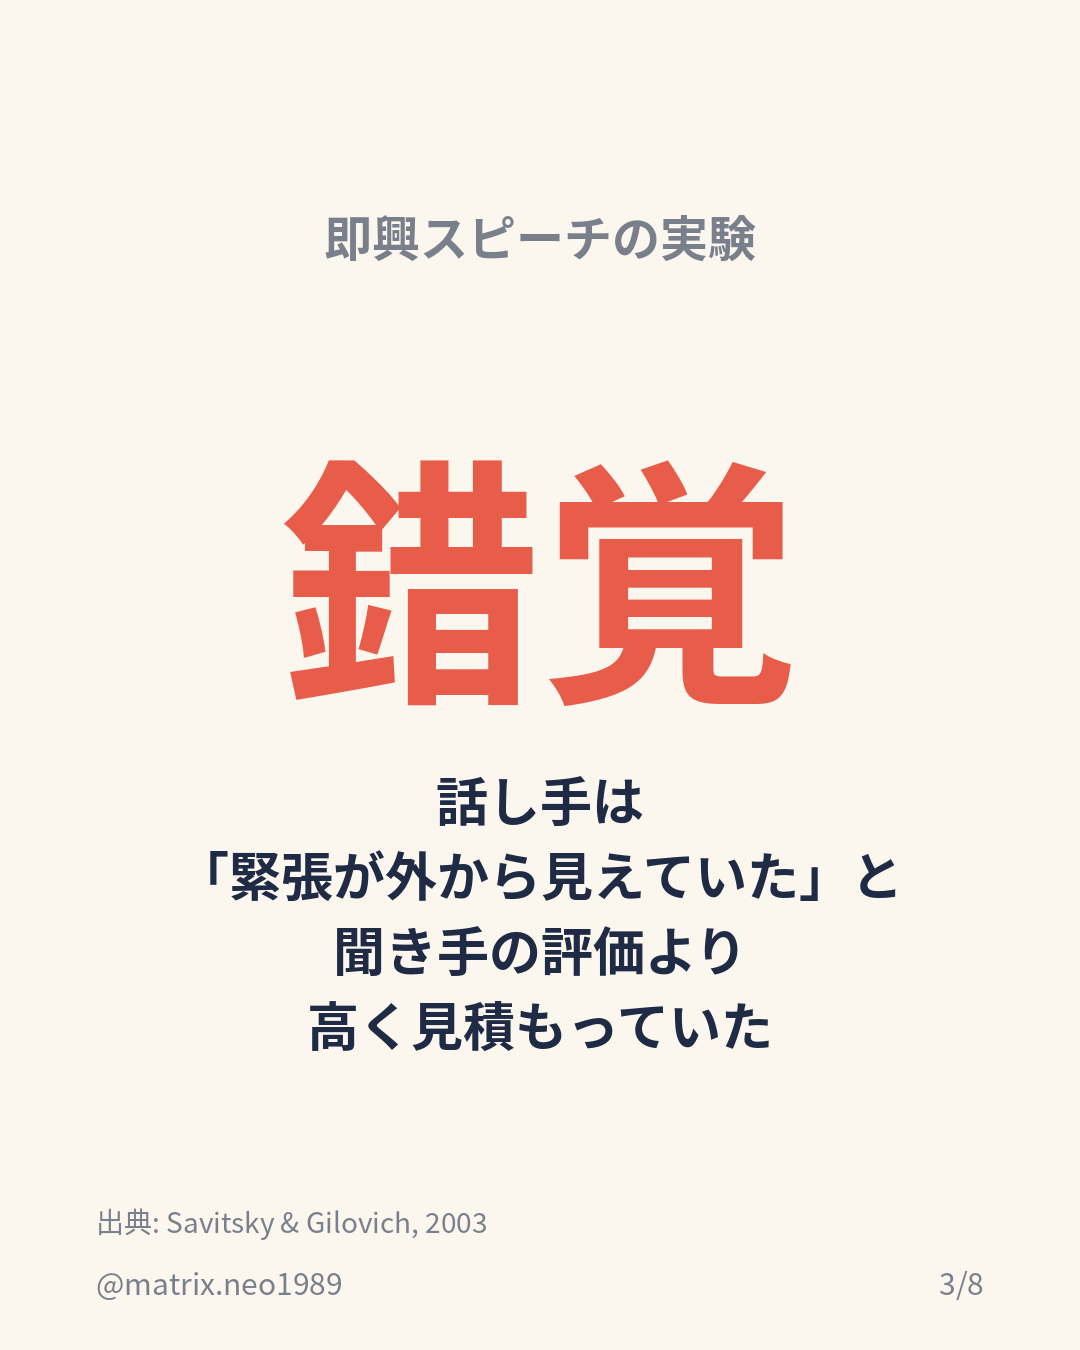 即興スピーチの実験
錯覚
話し手は
「緊張が外から見えていた」と
聞き手の評価より
高く見積もっていた
出典: Savitsky & Gilovich, 2003
@matrix.neo1989
3/8